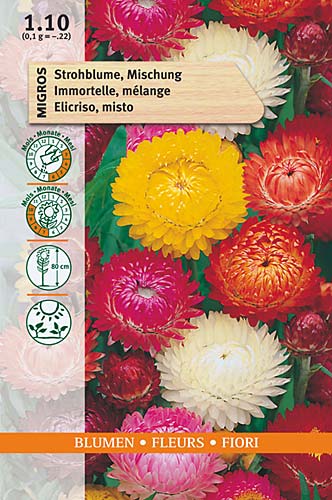 1.10
(0,1 g = –.22)
MIGROS
Strohblume, Mischung
Immortelle, mélange
Elicriso, misto
Mois • Monate • Mesi
Mois • Monate • Mesi
80 cm
BLUMEN • FLEURS • FIORI